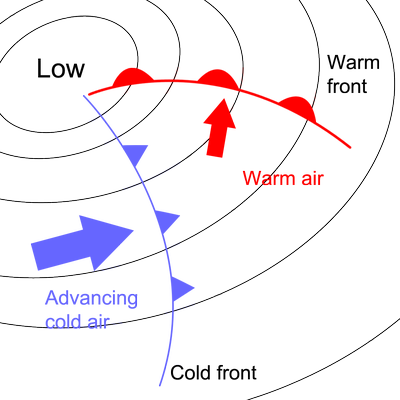 Low
Warm
front
Warm air
Advancing
cold air
Cold front